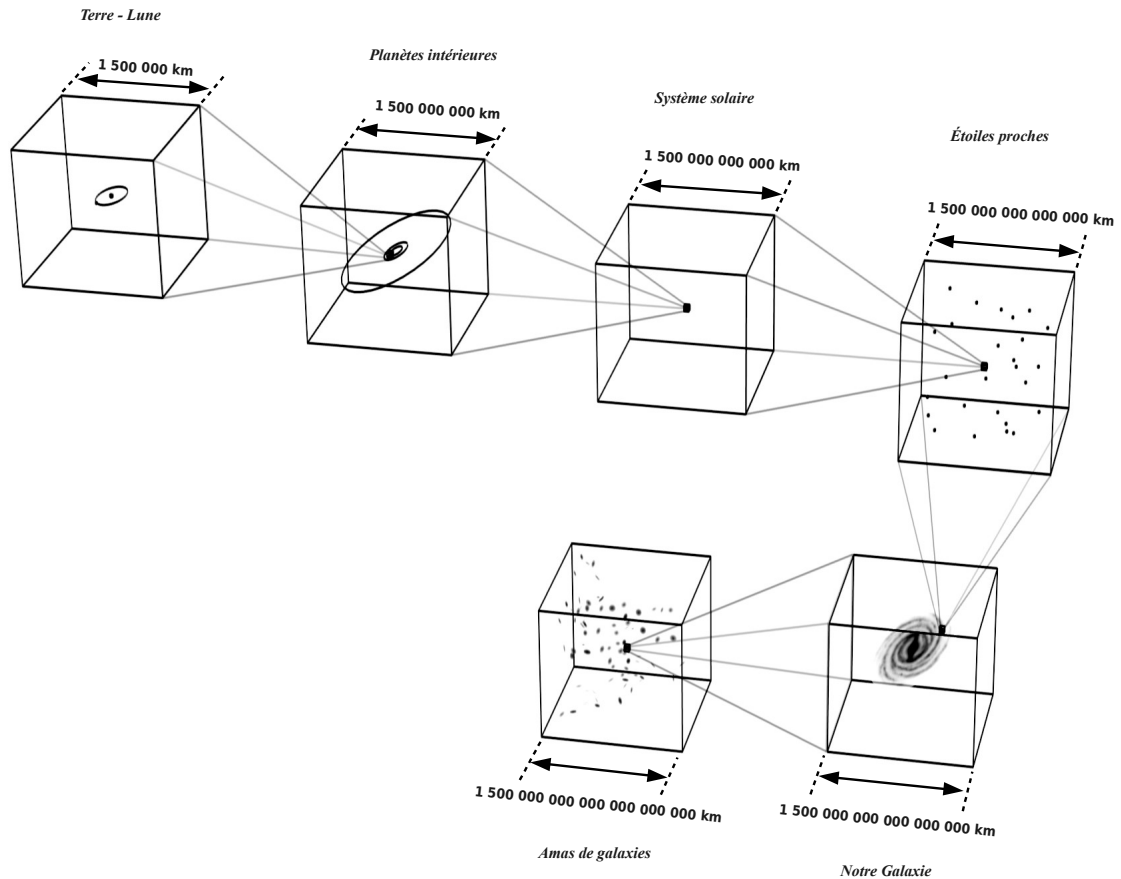 Terre - Lune
1 500 000 km
Planètes intérieures
1 500 000 000 km
Système solaire
1 500 000 000 000 km
Étoiles proches
1 500 000 000 000 000 km
1 500 000 000 000 000 000 000 km
Amas de galaxies
1 500 000 000 000 000 000 km
Notre Galaxie